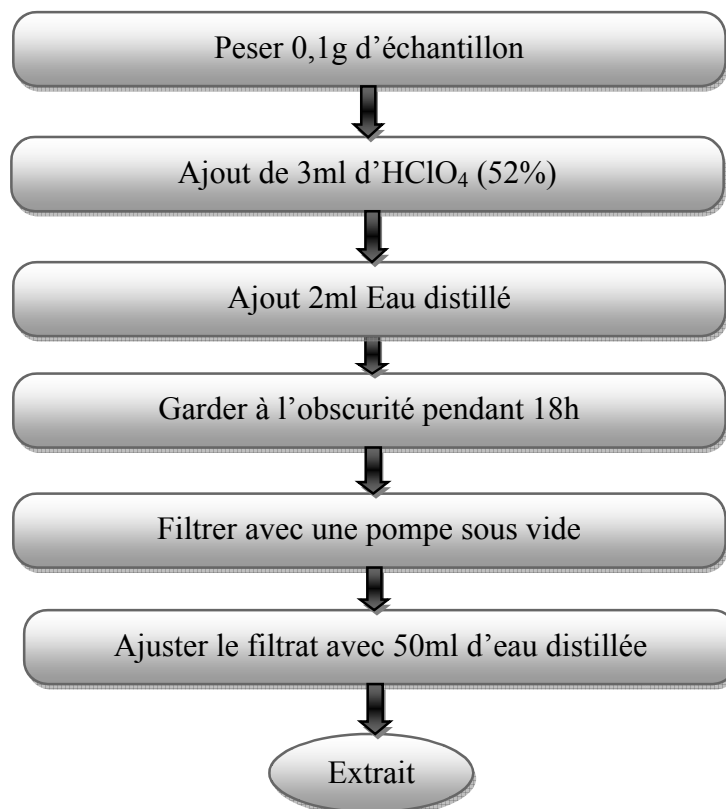 Peser 0,1g d’échantillon
Ajout de 3ml d’HClO₄ (52%)
Ajout 2ml Eau distillé
Garder à l’obscurité pendant 18h
Filtrer avec une pompe sous vide
Ajuster le filtrat avec 50ml d’eau distillée
Extrait